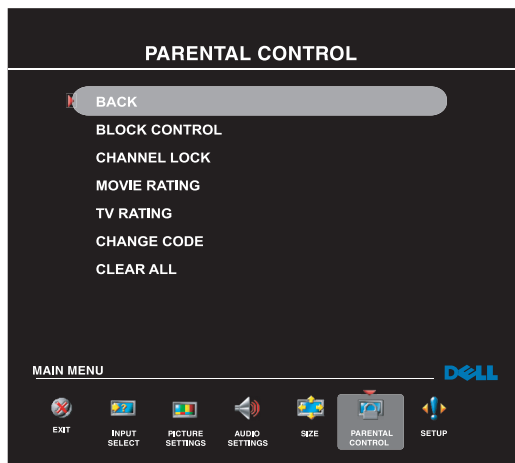 PARENTAL CONTROL
BACK
BLOCK CONTROL
CHANNEL LOCK
MOVIE RATING
TV RATING
CHANGE CODE
CLEAR ALL
MAIN MENU
DELL
EXIT
INPUT
SELECT
PICTURE
SETTINGS
AUDIO
SETTINGS
SIZE
PARENTAL
CONTROL
SETUP